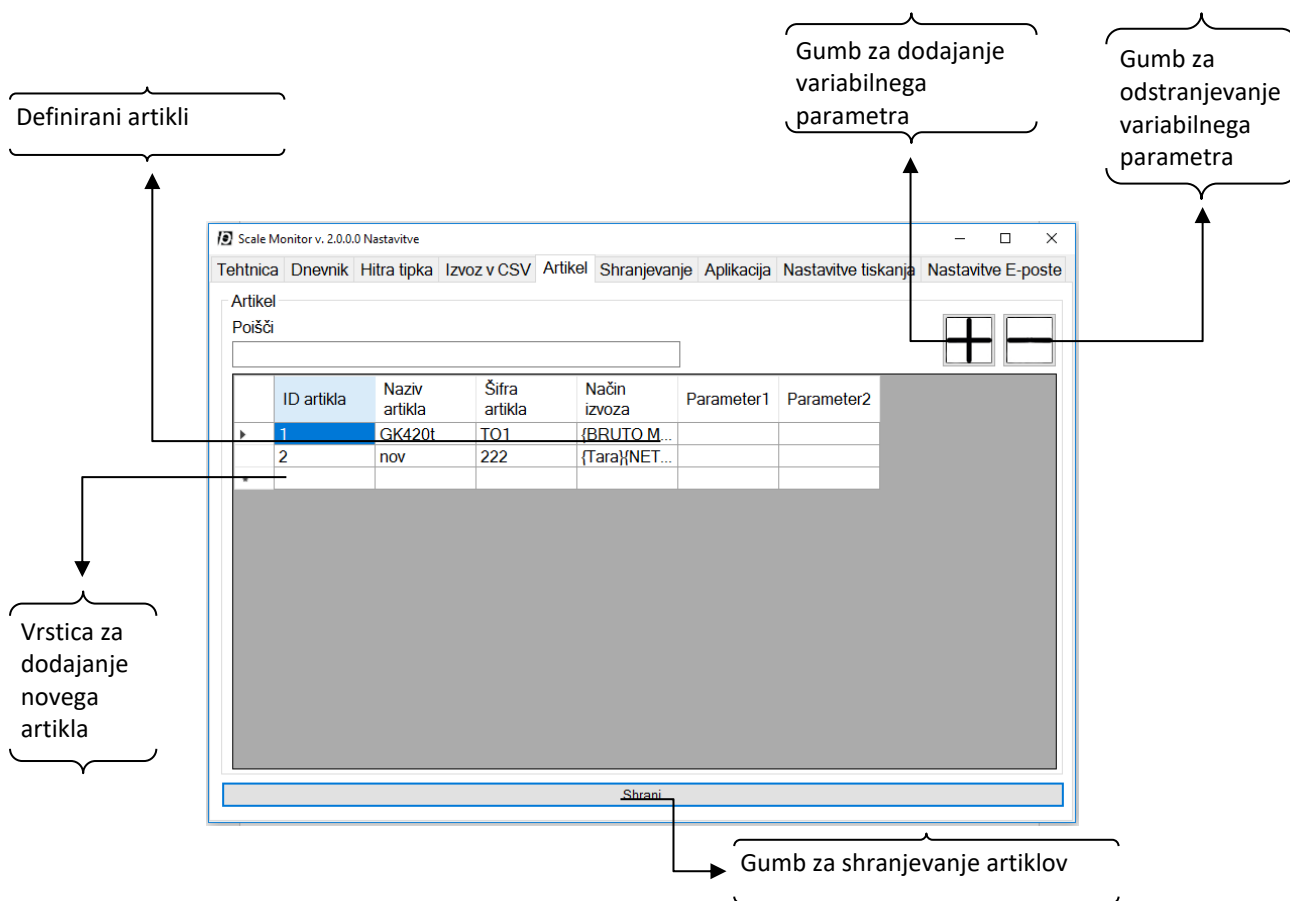 Gumb za dodajanje
variabilnega
parametra
Gumb za
odstranjevanje
variabilnega
parametra
Definirani artikli
Scale Monitor v. 2.0.0.0 Nastavitve
Tehtnica Dnevnik Hitra tipka Izvoz v CSV Artikel Shranjevanje Aplikacija Nastavitve tiskanja Nastavitve E-poste
Artikel
Poišči
ID artikla Naziv artikla Šifra artikla Način izvoza Parameter1 Parameter2
1 GK420t TO1 {BRUTO M...
2 nov 222 {Tara}{NET...
*
Vrstica za
dodajanje
novega
artikla
Shrani
Gumb za shranjevanje artiklov